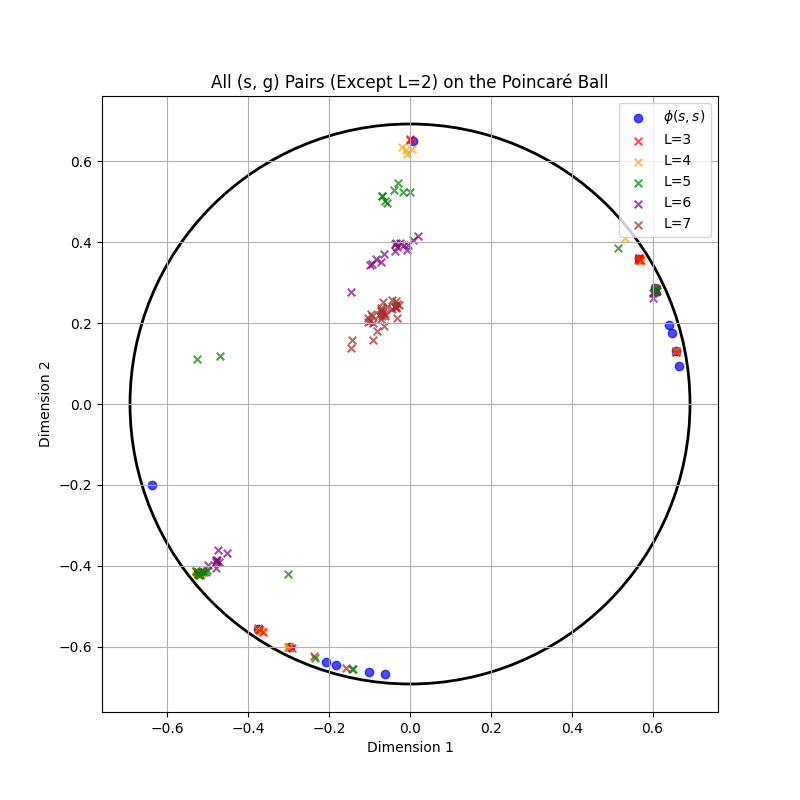 All (s, g) Pairs (Except L=2) on the Poincaré Ball
ϕ(s, s)
L=3
L=4
L=5
L=6
L=7
0.6
0.4
0.2
0.0
−0.2
−0.4
−0.6
Dimension 2
−0.6 −0.4 −0.2 0.0 0.2 0.4 0.6
Dimension 1